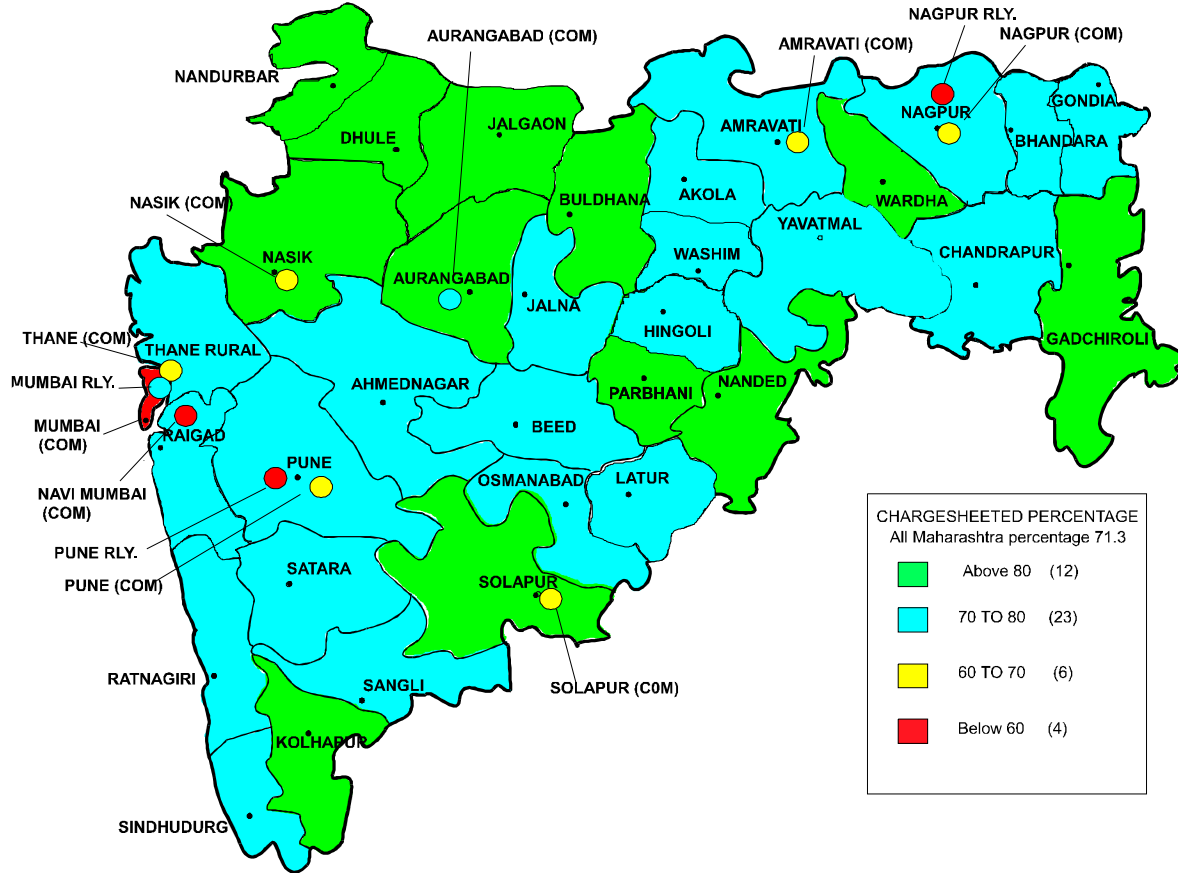 NAGPUR RLY.
NAGPUR (COM)
AURANGABAD (COM)
AMRAVATI (COM)
NANDURBAR
GONDIA
JALGAON
AMRAVATI
NAGPUR
DHULE
BHANDARA
AKOLA
BULDHANA
WARDHA
NASIK (COM)
YAVATMAL
WASHIM
CHANDRAPUR
NASIK
AURANGABAD
JALNA
HINGOLI
THANE (COM)
GADCHIROLI
THANE RURAL
MUMBAI RLY.
AHMEDNAGAR
PARBHANI
NANDED
MUMBAI
(COM)
RAIGAD
BEED
PUNE
OSMANABAD
LATUR
NAVI MUMBAI
(COM)
CHARGESHEETED PERCENTAGE
All Maharashtra percentage 71.3
PUNE RLY.
SATARA
Above 80 (12)
PUNE (COM)
SOLAPUR
70 TO 80 (23)
RATNAGIRI
SANGLI
SOLAPUR (C0M)
60 TO 70 (6)
KOLHAPUR
Below 60 (4)
SINDHUDURG